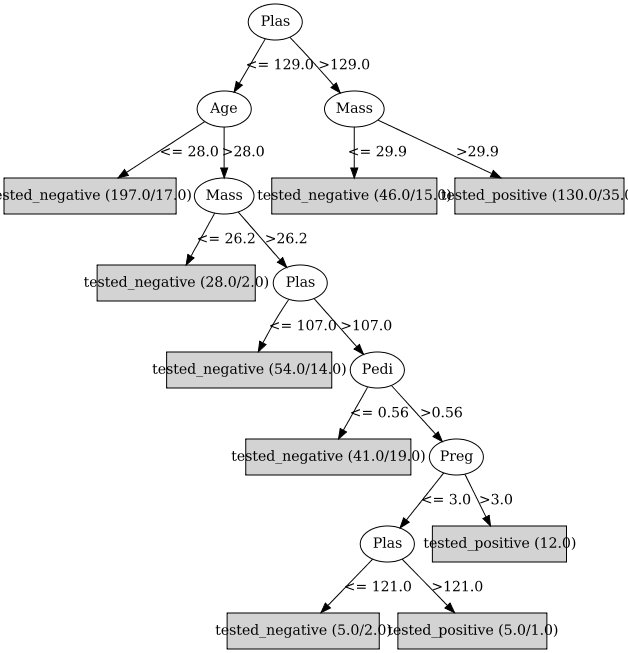 Plas
<= 129.0 >129.0
Age Mass
<= 28.0 >28.0 <= 29.9 >29.9
tested_negative (197.0/17.0) Mass tested_negative (46.0/15.0) tested_positive (130.0/35.0
<= 26.2 >26.2
tested_negative (28.0/2.0) Plas
<= 107.0 >107.0
tested_negative (54.0/14.0) Pedi
<= 0.56 >0.56
tested_negative (41.0/19.0) Preg
<= 3.0 >3.0
Plas tested_positive (12.0)
<= 121.0 >121.0
tested_negative (5.0/2.0) tested_positive (5.0/1.0)